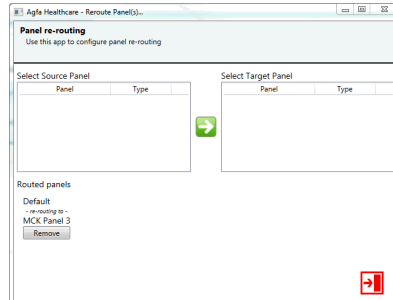 Agfa Healthcare - Reroute Panel(s)...
Panel re-routing
Use this app to configure panel re-routing
Select Source Panel
Select Target Panel
Panel Type
Panel Type
Routed panels
Default
- re-routing to -
MCK Panel 3
Remove